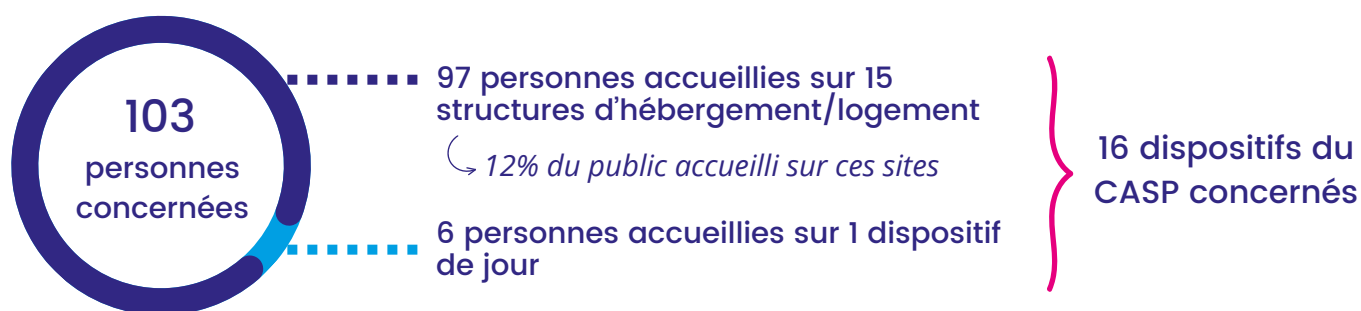 103
personnes
concernées
97 personnes accueillies sur 15
structures d'hébergement/logement
12% du public accueilli sur ces sites
6 personnes accueillies sur 1 dispositif
de jour
16 dispositifs du
CASP concernés